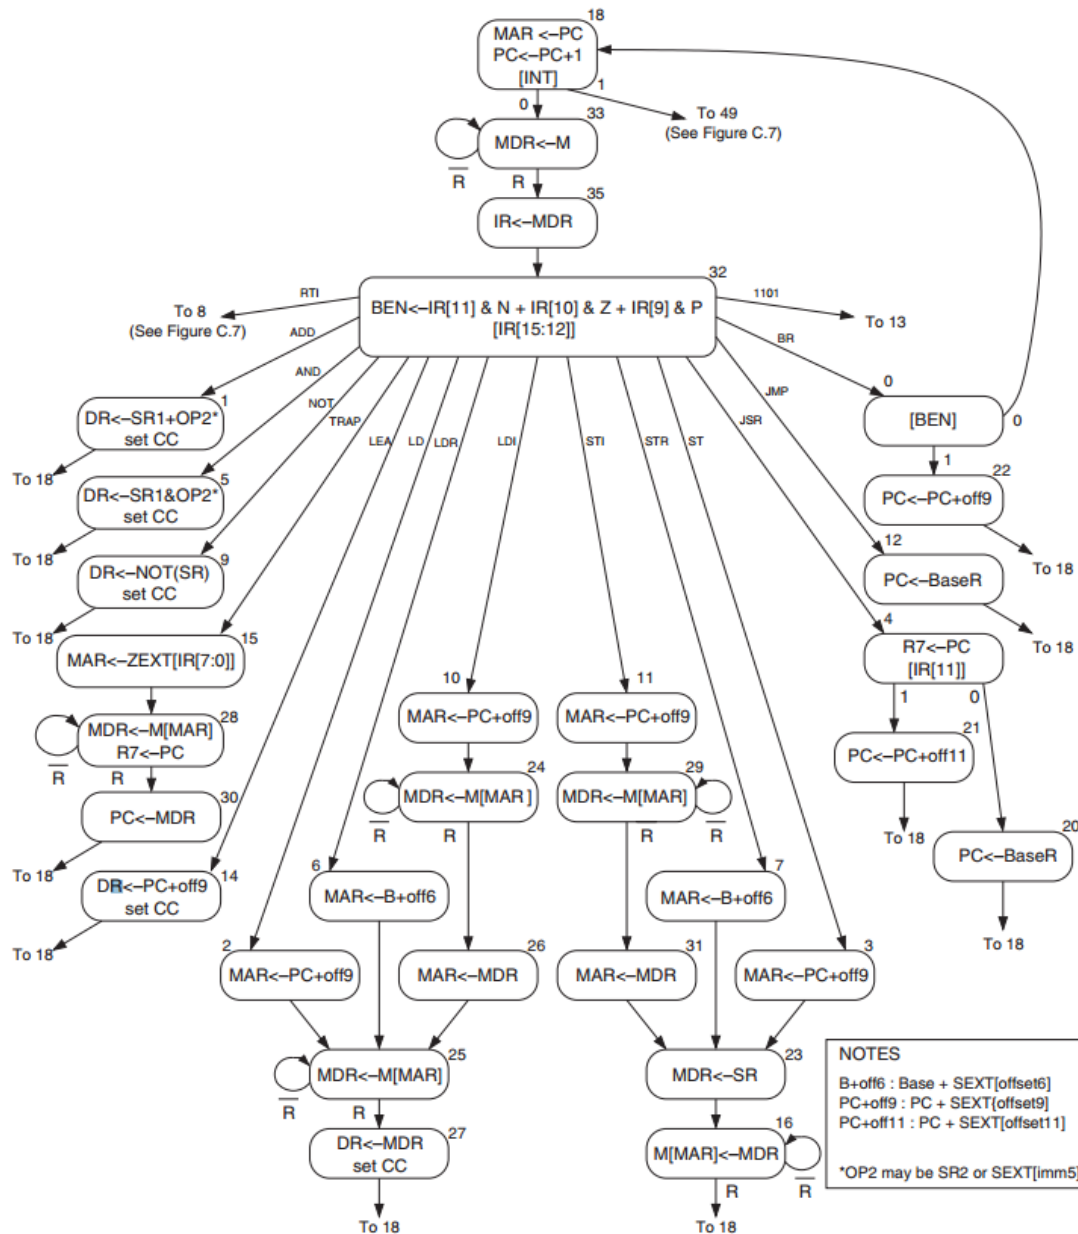 18
MAR <–PC
PC<–PC+1
[INT]
1
0
To 49
(See Figure C.7)
33
MDR<–M
R
R
35
IR<–MDR
32
BEN<–IR[11] & N + IR[10] & Z + IR[9] & P
[IR[15:12]]
RTI
To 8
(See Figure C.7)
1101
To 13
ADD
AND
NOT
TRAP
LEA
LD
LDR
LDI
STI
STR
ST
JSR
JMP
BR
1
DR<–SR1+OP2*
set CC
To 18
5
DR<–SR1&OP2*
set CC
To 18
9
DR<–NOT(SR)
set CC
To 18
15
MAR<–ZEXT[IR[7:0]]
28
MDR<–M[MAR]
R7<–PC
R
R
30
PC<–MDR
To 18
14
DR<–PC+off9
set CC
To 18
0
[BEN]
0
1
22
PC<–PC+off9
To 18
12
PC<–BaseR
To 18
4
R7<–PC
[IR[11]]
1
0
21
PC<–PC+off11
To 18
20
PC<–BaseR
To 18
10
MAR<–PC+off9
24
MDR<–M[MAR]
R
R
11
MAR<–PC+off9
29
MDR<–M[MAR]
R
R
6
MAR<–B+off6
7
MAR<–B+off6
2
MAR<–PC+off9
26
MAR<–MDR
31
MAR<–MDR
3
MAR<–PC+off9
25
MDR<–M[MAR]
R
R
27
DR<–MDR
set CC
To 18
23
MDR<–SR
16
M[MAR]<–MDR
R
R
To 18
NOTES
B+off6 : Base + SEXT[offset6]
PC+off9 : PC + SEXT[offset9]
PC+off11 : PC + SEXT[offset11]
*OP2 may be SR2 or SEXT[imm5]